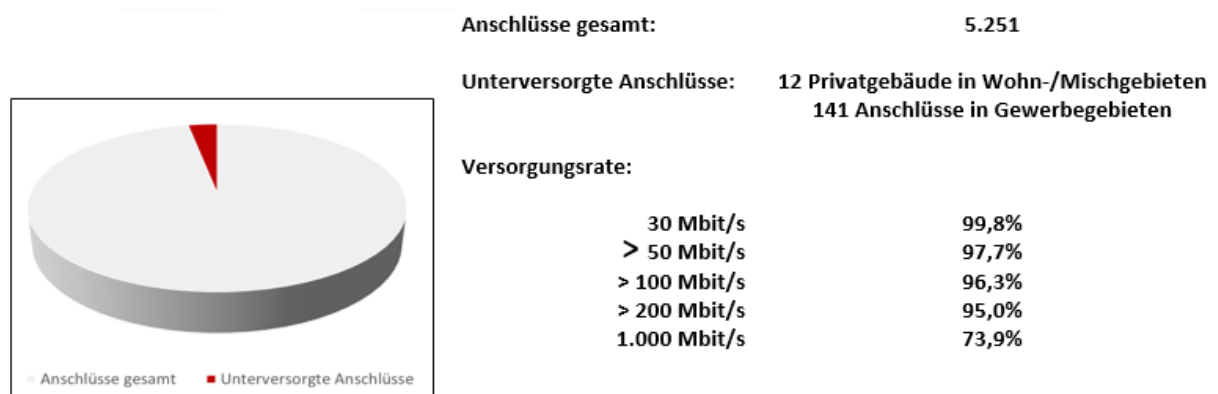 Anschlüsse gesamt: 5.251
Unterversorgte Anschlüsse: 12 Privatgebäude in Wohn-/Mischgebieten
141 Anschlüsse in Gewerbegebieten
Versorgungsrate:
30 Mbit/s 99,8%
> 50 Mbit/s 97,7%
> 100 Mbit/s 96,3%
> 200 Mbit/s 95,0%
1.000 Mbit/s 73,9%
Anschlüsse gesamt Unterversorgte Anschlüsse